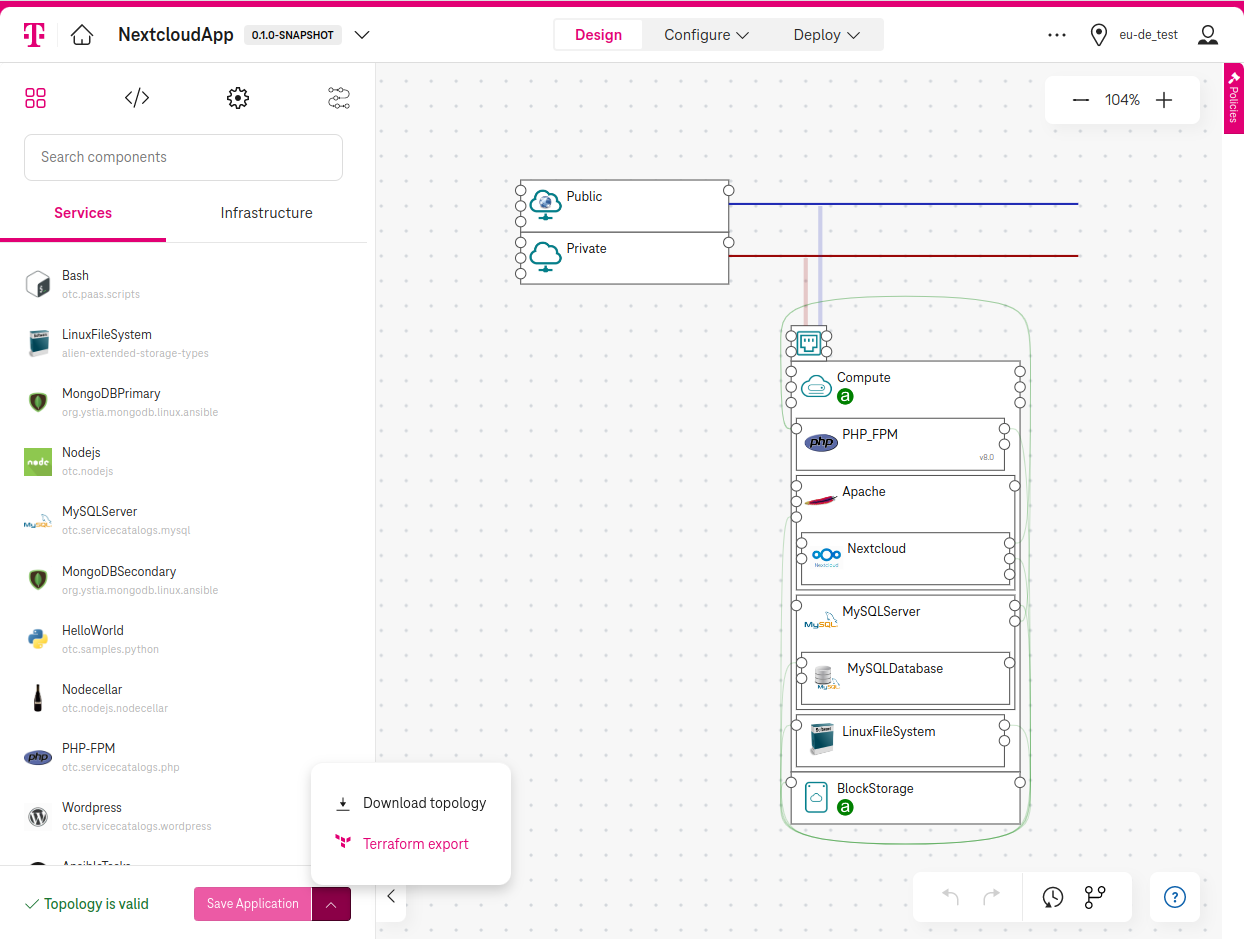 T NextcloudApp 0.1.0-SNAPSHOT Design Configure Deploy eu-de_test
Policies
104%
Search components
Services Infrastructure
Bash
otc.paas.scripts
LinuxFileSystem
alien-extended-storage-types
MongoDBPrimary
org.ystia.mongodb.linux.ansible
Nodejs
otc.nodejs
MySQLServer
otc.servicecatalogs.mysql
MongoDBSecondary
org.ystia.mongodb.linux.ansible
HelloWorld
otc.samples.python
Nodecellar
otc.nodejs.nodecellar
PHP-FPM
otc.servicecatalogs.php
Wordpress
otc.servicecatalogs.wordpress
AnsibleTasks
Topology is valid
Save Application
Download topology
Terraform export
Public
Private
Compute
a
php PHP_FPM
v8.0
Apache
Nextcloud
MySQLServer
MySQL
MySQLDatabase
MySQL
LinuxFileSystem
BlockStorage
a
?